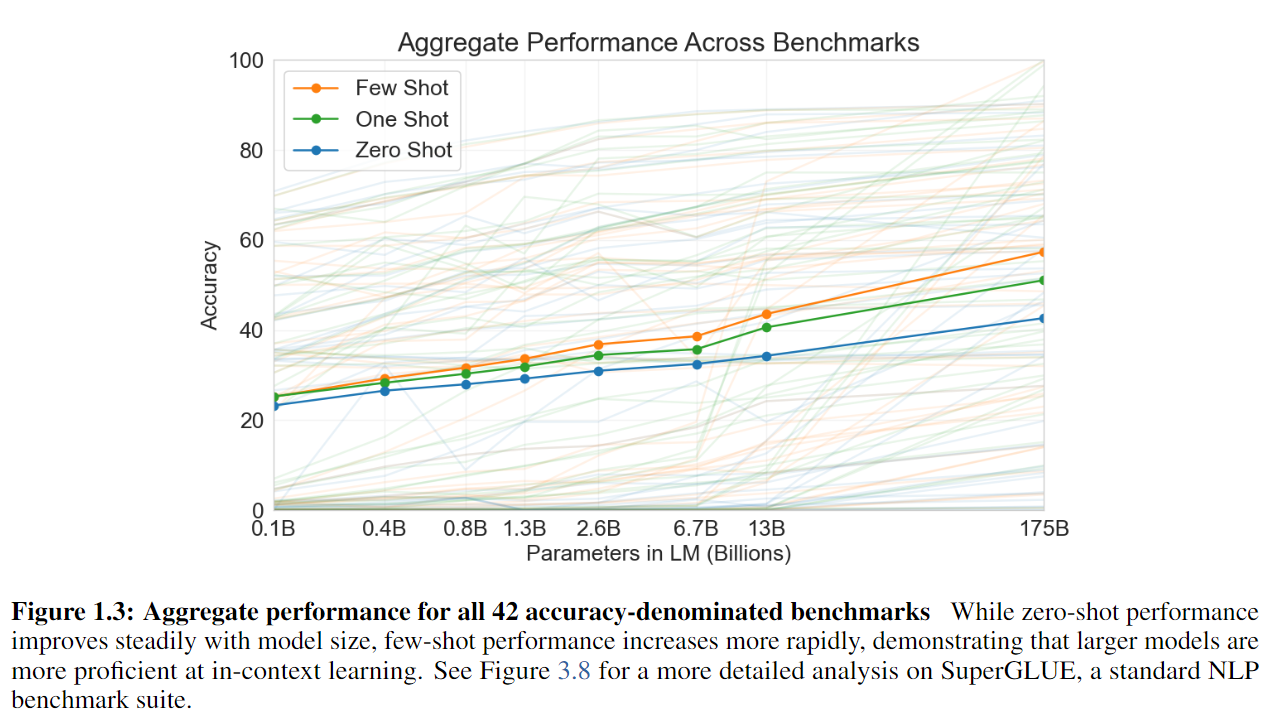 Aggregate Performance Across Benchmarks
100
80
60
40
20
0
Accuracy
Few Shot
One Shot
Zero Shot
0.1B 0.4B 0.8B 1.3B 2.6B 6.7B 13B 175B
Parameters in LM (Billions)
Figure 1.3: Aggregate performance for all 42 accuracy-denominated benchmarks While zero-shot performance
improves steadily with model size, few-shot performance increases more rapidly, demonstrating that larger models are
more proficient at in-context learning. See Figure 3.8 for a more detailed analysis on SuperGLUE, a standard NLP
benchmark suite.